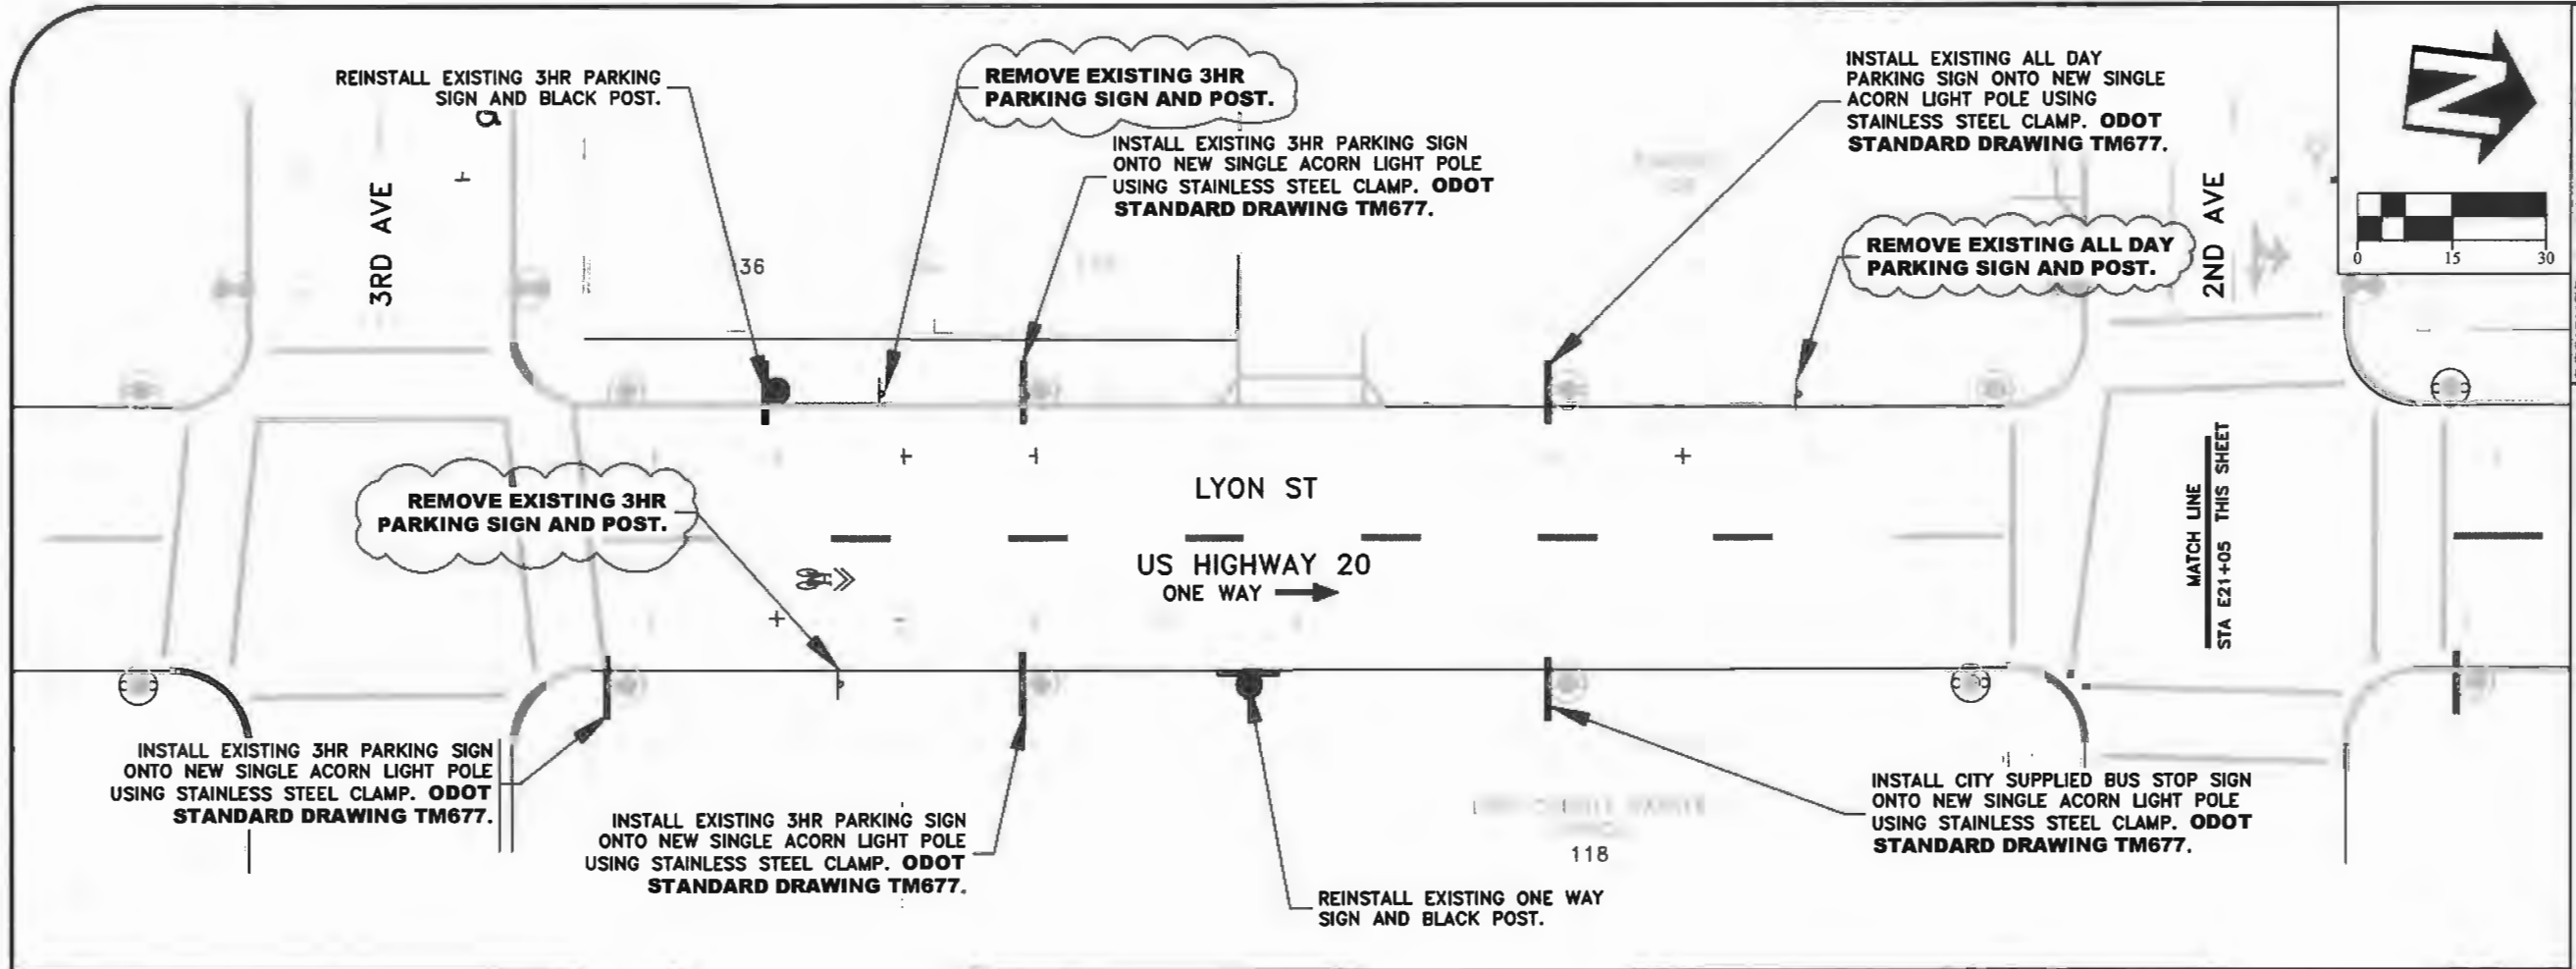 REINSTALL EXISTING 3HR PARKING
SIGN AND BLACK POST.
REMOVE EXISTING 3HR
PARKING SIGN AND POST.
INSTALL EXISTING 3HR PARKING SIGN
ONTO NEW SINGLE ACORN LIGHT POLE
USING STAINLESS STEEL CLAMP. ODOT
STANDARD DRAWING TM677.
INSTALL EXISTING ALL DAY
PARKING SIGN ONTO NEW SINGLE
ACORN LIGHT POLE USING
STAINLESS STEEL CLAMP. ODOT
STANDARD DRAWING TM677.
N
0 15 30
3RD AVE
36
REMOVE EXISTING ALL DAY
PARKING SIGN AND POST.
2ND AVE
REMOVE EXISTING 3HR
PARKING SIGN AND POST.
LYON ST
US HIGHWAY 20
ONE WAY
MATCH LINE
STA E21+05 THIS SHEET
INSTALL EXISTING 3HR PARKING SIGN
ONTO NEW SINGLE ACORN LIGHT POLE
USING STAINLESS STEEL CLAMP. ODOT
STANDARD DRAWING TM677.
INSTALL EXISTING 3HR PARKING SIGN
ONTO NEW SINGLE ACORN LIGHT POLE
USING STAINLESS STEEL CLAMP. ODOT
STANDARD DRAWING TM677.
118
REINSTALL EXISTING ONE WAY
SIGN AND BLACK POST.
INSTALL CITY SUPPLIED BUS STOP SIGN
ONTO NEW SINGLE ACORN LIGHT POLE
USING STAINLESS STEEL CLAMP. ODOT
STANDARD DRAWING TM677.